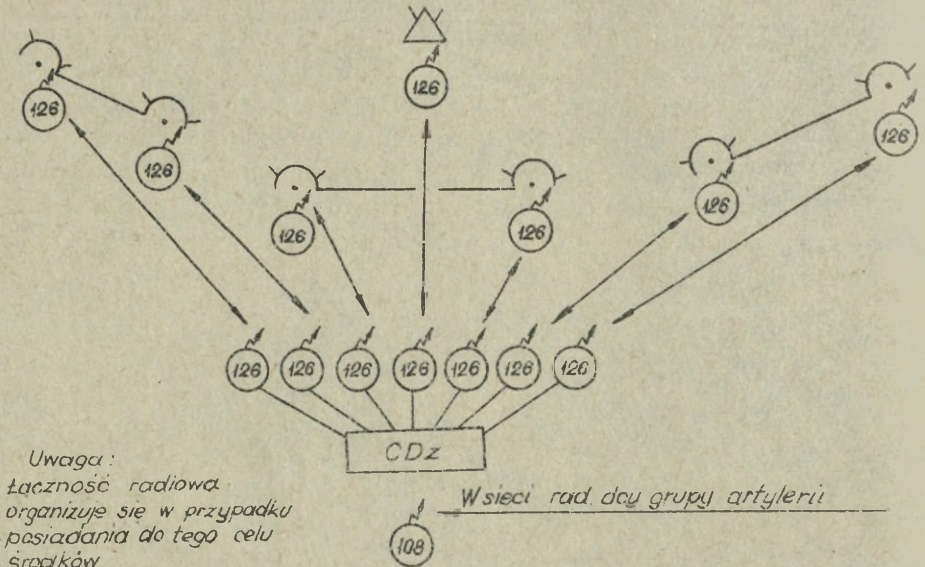 126
126
126
126
126
126
126
126
126
126
126
126
126
126
CDz
Uwaga:
Łączność radiowa
organizuje się w przypadku
posiadania do tego celu
środków
W sieci rad. dcy grupy artylerii
108